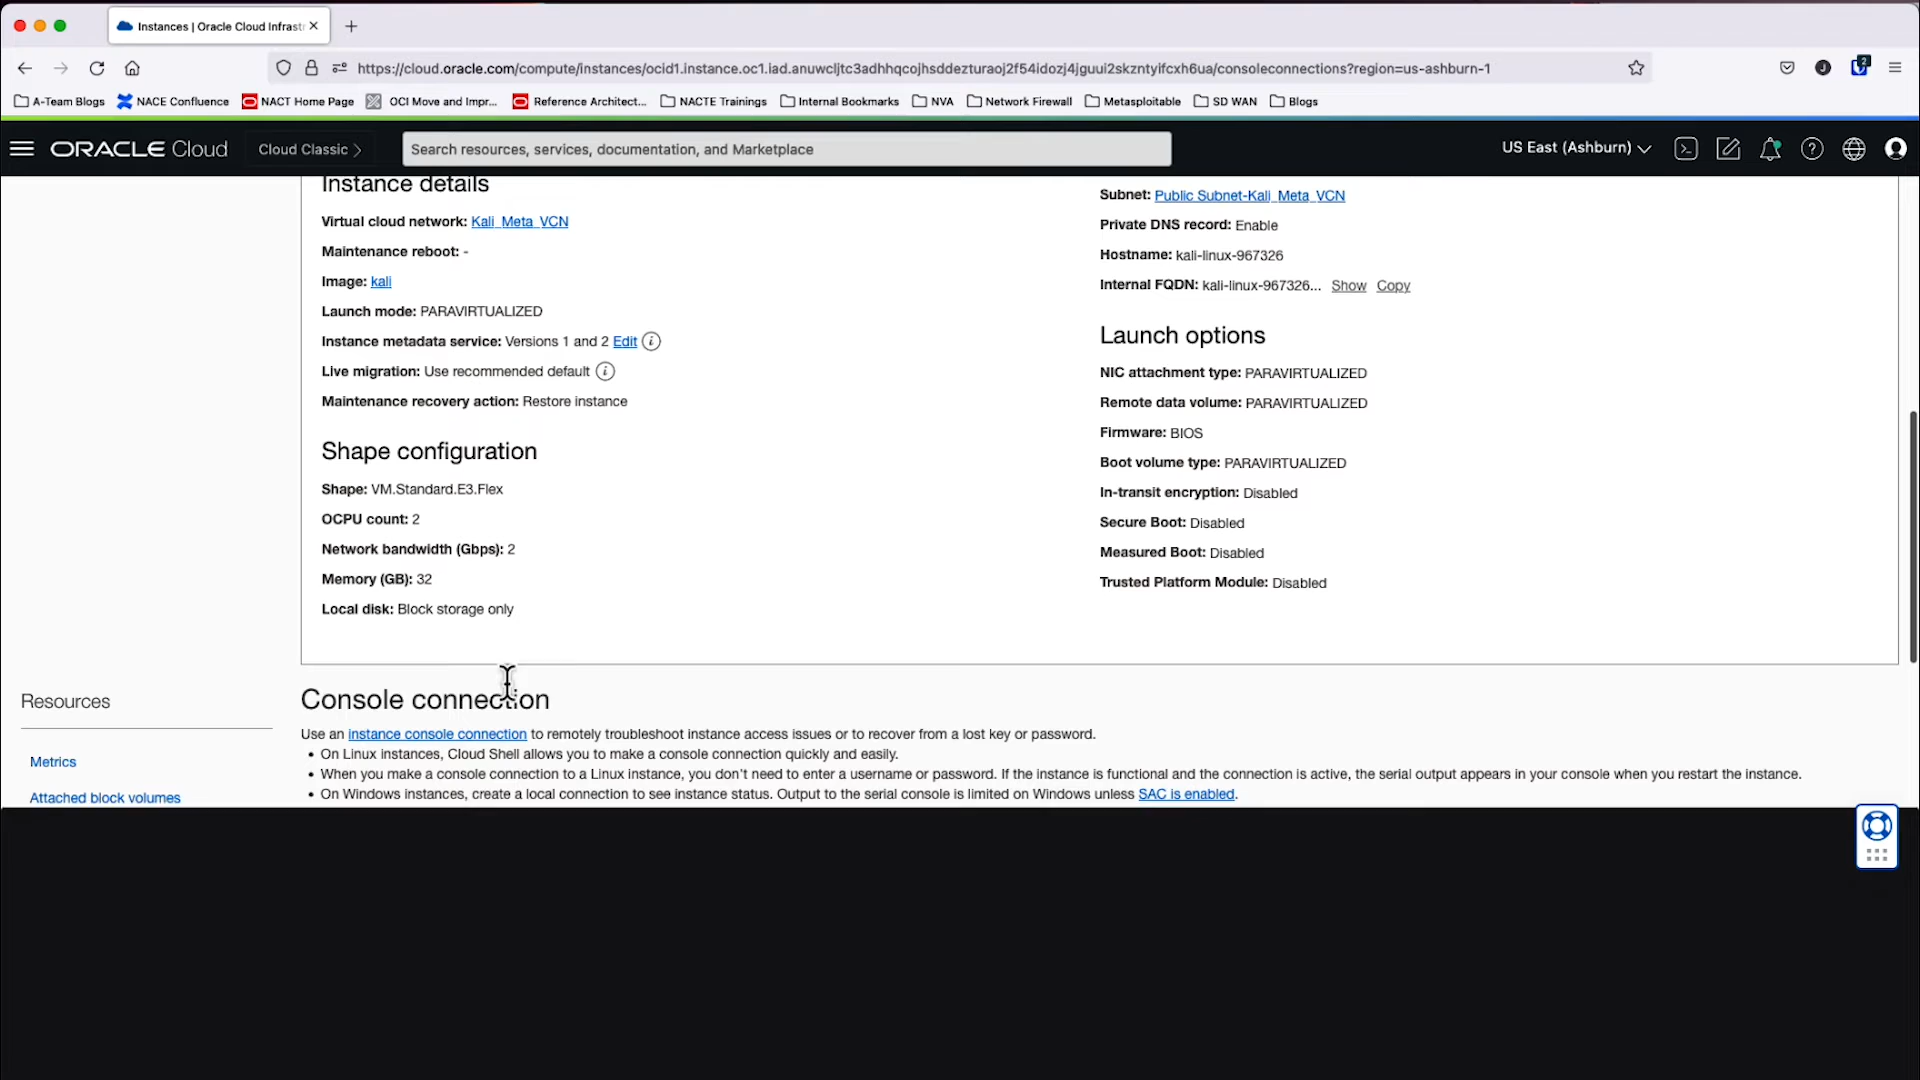 Instances | Oracle Cloud Infrastr
https://cloud.oracle.com/compute/instances/ocid1.instance.oc1.iad.anuwcljtc3adhhqcojhsddezturaoj2f54idozj4jguui2skzntyifcxh6ua/consoleconnections?region=us-ashburn-1
J
2
A-Team Blogs NACE Confluence NACT Home Page OCI Move and Impr... Reference Architect... NACTE Trainings Internal Bookmarks NVA Network Firewall Metasploitable SD WAN Blogs
ORACLE Cloud Cloud Classic > Search resources, services, documentation, and Marketplace US East (Ashburn)
Instance details
Virtual cloud network: Kali_Meta_VCN
Maintenance reboot: -
Image: kali
Launch mode: PARAVIRTUALIZED
Instance metadata service: Versions 1 and 2 Edit
Live migration: Use recommended default
Maintenance recovery action: Restore instance
Shape configuration
Shape: VM.Standard.E3.Flex
OCPU count: 2
Network bandwidth (Gbps): 2
Memory (GB): 32
Local disk: Block storage only
Subnet: Public Subnet-Kali_Meta_VCN
Private DNS record: Enable
Hostname: kali-linux-967326
Internal FQDN: kali-linux-967326... Show Copy
Launch options
NIC attachment type: PARAVIRTUALIZED
Remote data volume: PARAVIRTUALIZED
Firmware: BIOS
Boot volume type: PARAVIRTUALIZED
In-transit encryption: Disabled
Secure Boot: Disabled
Measured Boot: Disabled
Trusted Platform Module: Disabled
Resources
Metrics
Attached block volumes
Console connection
Use an instance console connection to remotely troubleshoot instance access issues or to recover from a lost key or password.
• On Linux instances, Cloud Shell allows you to make a console connection quickly and easily.
• When you make a console connection to a Linux instance, you don't need to enter a username or password. If the instance is functional and the connection is active, the serial output appears in your console when you restart the instance.
• On Windows instances, create a local connection to see instance status. Output to the serial console is limited on Windows unless SAC is enabled.